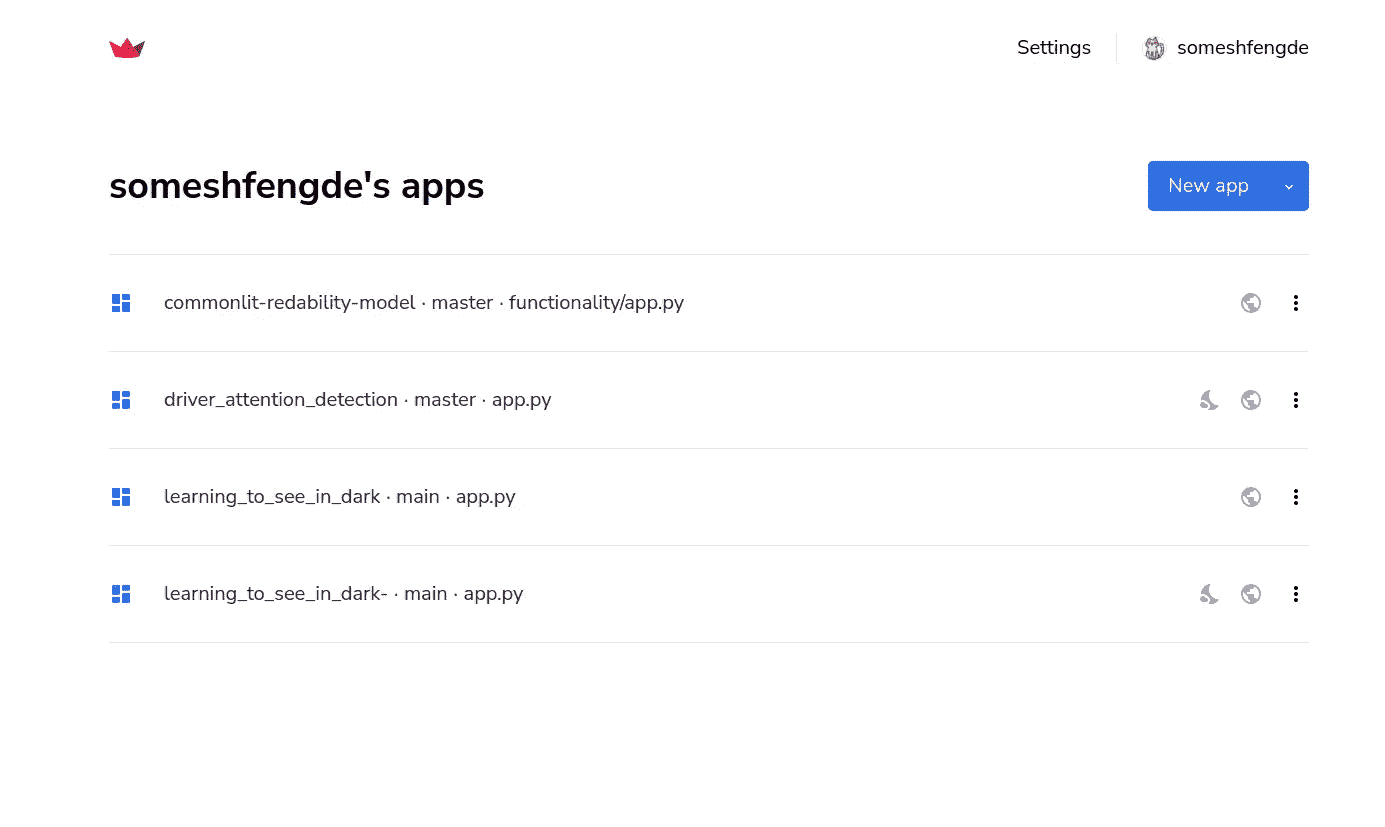 Settings
someshfengde
someshfengde's apps
New app
commonlit-redability-model · master · functionality/app.py
driver_attention_detection · master · app.py
learning_to_see_in_dark · main · app.py
learning_to_see_in_dark- · main · app.py